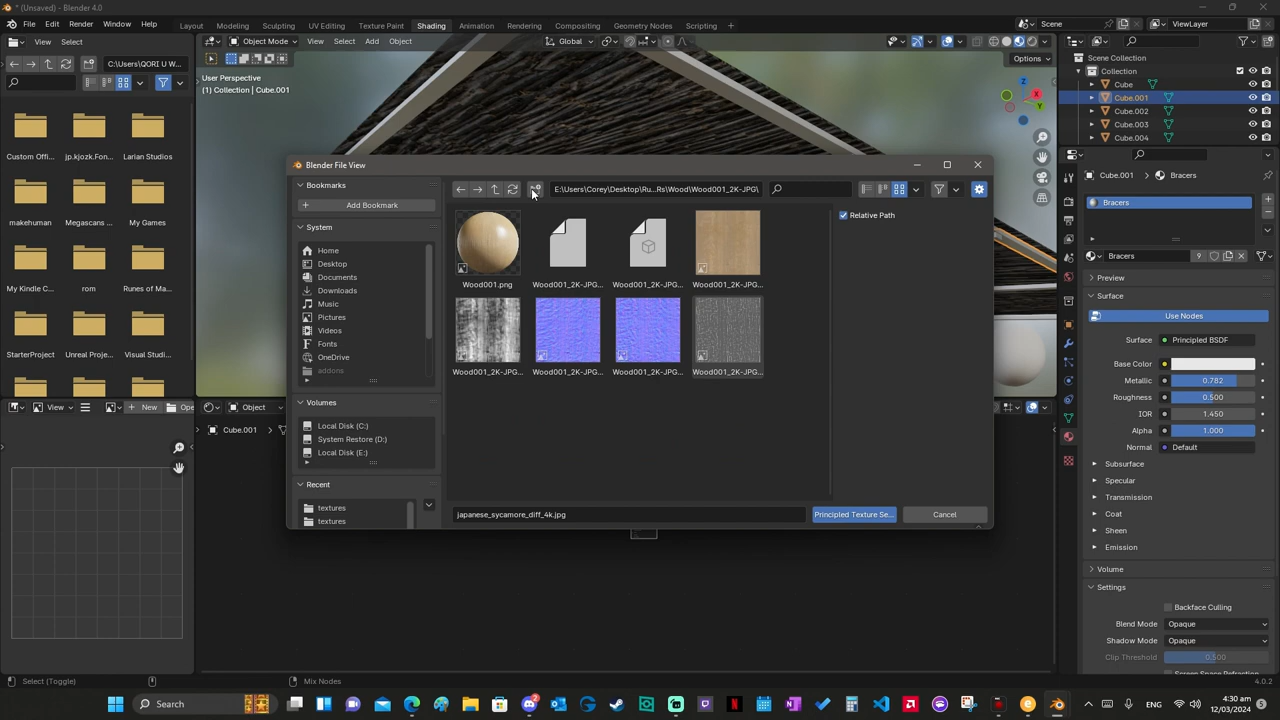 * (Unsaved) - Blender 4.0
File Edit Render Window Help Layout Modeling Sculpting UV Editing Texture Paint Shading Animation Rendering Compositing Geometry Nodes Scripting + Scene ViewLayer
View Select Object Mode View Select Add Object Global
C:\Users\QORI U W... Options
User Perspective
(1) Collection | Cube.001
Scene Collection
Collection
Cube
Cube.001
Cube.002
Cube.003
Cube.004
Custom Offi... jp.kjozk.Fon... Larian Studios
makehuman Megascans ... My Games
My Kindle C... rom Runes of Ma...
StarterProject Unreal Proje... Visual Studi...
Blender File View
Bookmarks
Add Bookmark
System
Home
Desktop
Documents
Downloads
Music
Pictures
Videos
Fonts
OneDrive
addons
Volumes
Local Disk (C:)
System Restore (D:)
Local Disk (E:)
Recent
textures
textures
E:\Users\Corey\Desktop\Ru...Rs\Wood\Wood001_2K-JPG\
Relative Path
Wood001.png Wood001_2K-JPG... Wood001_2K-JPG... Wood001_2K-JPG...
Wood001_2K-JPG... Wood001_2K-JPG... Wood001_2K-JPG... Wood001_2K-JPG...
japanese_sycamore_diff_4k.jpg Principled Texture Se... Cancel
Cube.001 Bracers
Bracers
Bracers 9
Preview
Surface
Use Nodes
Surface Principled BSDF
Base Color
Metallic 0.782
Roughness 0.500
IOR 1.450
Alpha 1.000
Normal Default
Subsurface
Specular
Transmission
Coat
Sheen
Emission
Volume
Settings
Backface Culling
Blend Mode Opaque
Shadow Mode Opaque
Clip Threshold 0.500
View + New Ope Object
Cube.001
Select (Toggle) Mix Nodes 4.0.2
Search 2 ENG 4:30 am
12/03/2024